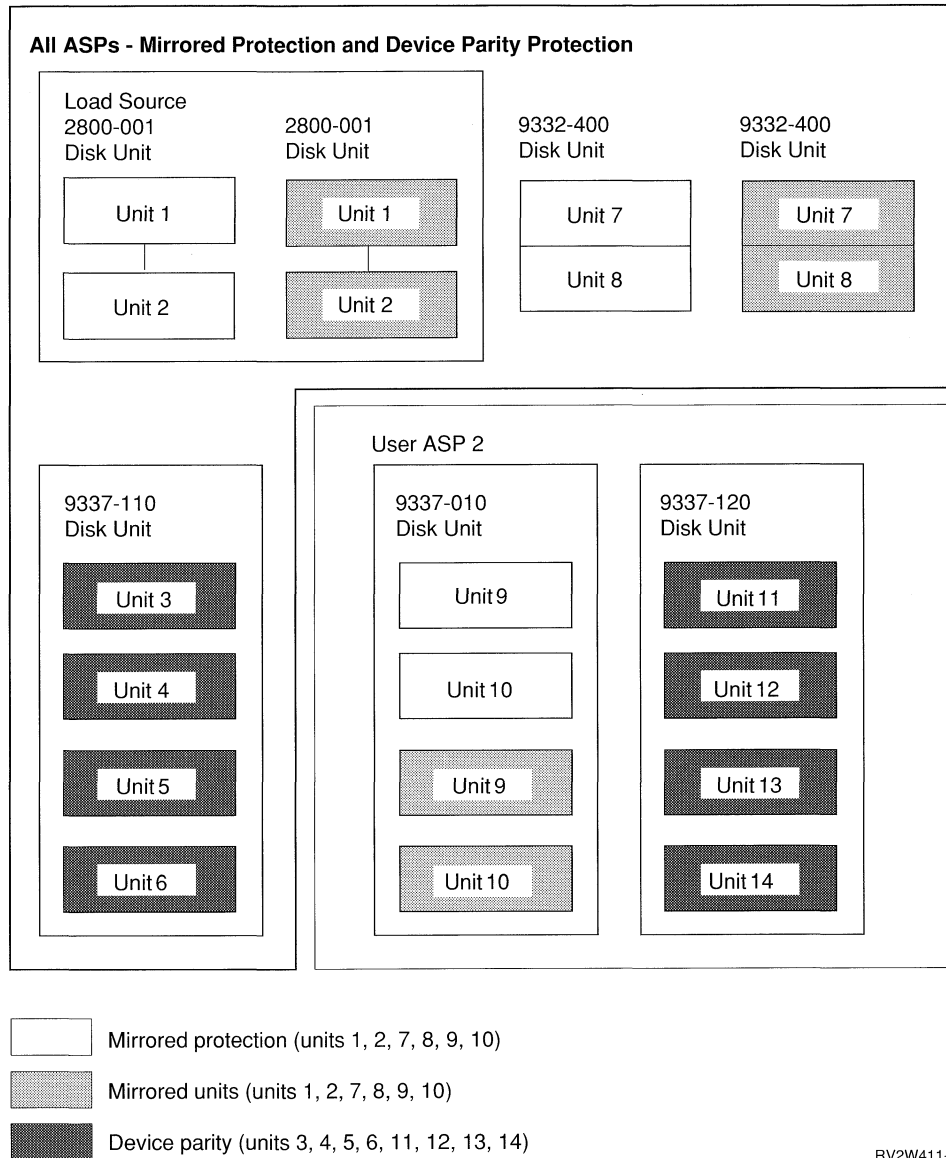 All ASPs - Mirrored Protection and Device Parity Protection
Load Source
2800-001
Disk Unit
2800-001
Disk Unit
9332-400
Disk Unit
9332-400
Disk Unit
Unit 1
Unit 1
Unit 7
Unit 7
Unit 2
Unit 2
Unit 8
Unit 8
User ASP 2
9337-110
Disk Unit
9337-010
Disk Unit
9337-120
Disk Unit
Unit 3
Unit 9
Unit 11
Unit 4
Unit 10
Unit 12
Unit 5
Unit 9
Unit 13
Unit 6
Unit 10
Unit 14
Mirrored protection (units 1, 2, 7, 8, 9, 10)
Mirrored units (units 1, 2, 7, 8, 9, 10)
Device parity (units 3, 4, 5, 6, 11, 12, 13, 14)